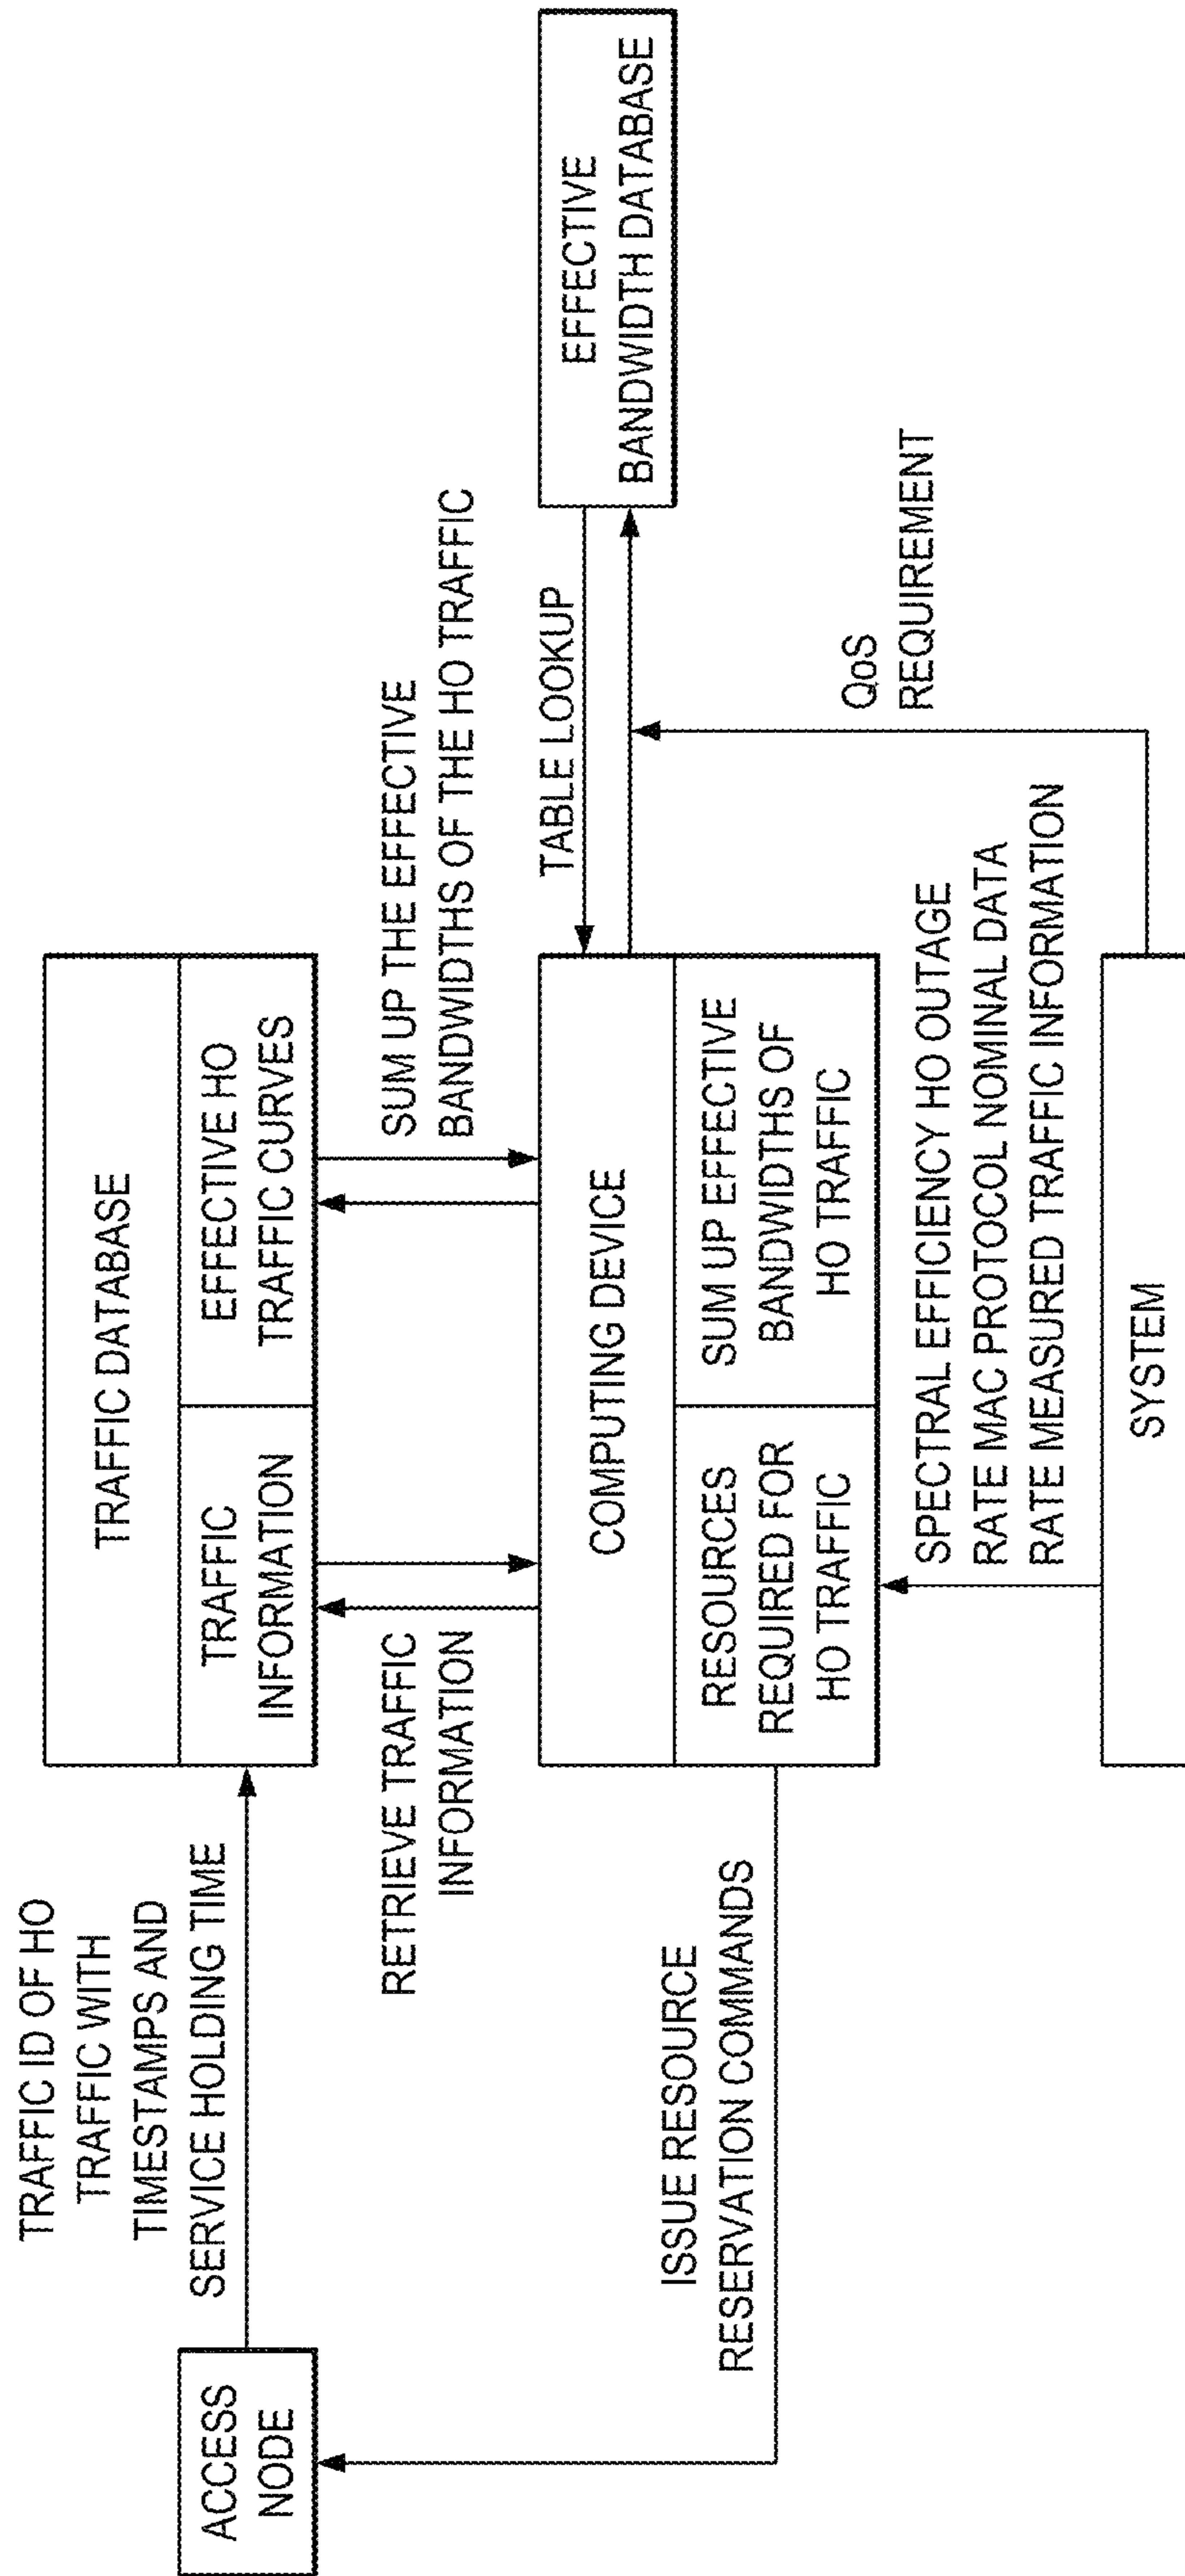 TRAFFIC ID OF HO
TRAFFIC WITH
TIMESTAMPS AND
SERVICE HOLDING TIME
ACCESS
NODE
TRAFFIC DATABASE
TRAFFIC
INFORMATION
EFFECTIVE HO
TRAFFIC CURVES
RETRIEVE TRAFFIC
INFORMATION
SUM UP THE EFFECTIVE
BANDWIDTHS OF THE HO TRAFFIC
TABLE LOOKUP
EFFECTIVE
BANDWIDTH DATABASE
COMPUTING DEVICE
RESOURCES
REQUIRED FOR
HO TRAFFIC
SUM UP EFFECTIVE
BANDWIDTHS OF
HO TRAFFIC
ISSUE RESOURCE
RESERVATION COMMANDS
QoS
REQUIREMENT
SPECTRAL EFFICIENCY HO OUTAGE
RATE MAC PROTOCOL NOMINAL DATA
RATE MEASURED TRAFFIC INFORMATION
SYSTEM